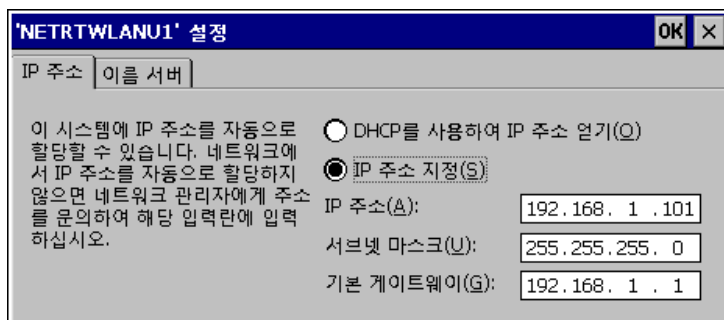 'NETRTWLANU1' 설정
OK ×
IP 주소
이름 서버
이 시스템에 IP 주소를 자동으로
할당할 수 있습니다. 네트워크에
서 IP 주소를 자동으로 할당하지
않으면 네트워크 관리자에게 주소
를 문의하여 해당 입력란에 입력
하십시오.
DHCP를 사용하여 IP 주소 얻기(O)
IP 주소 지정(S)
IP 주소(A): 192.168. 1 .101
서브넷 마스크(U): 255.255.255. 0
기본 게이트웨이(G): 192.168. 1 . 1